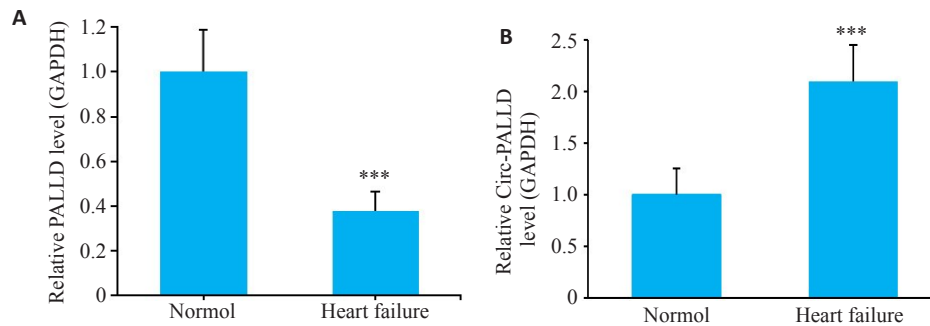 A
Relative PALLD level (GAPDH)
1.2
1.0
0.8
0.6
0.4
0.2
0
***
Normol
Heart failure
B
Relative Circ-PALLD
level (GAPDH)
2.5
2.0
1.5
1.0
0.5
0
***
Normol
Heart failure